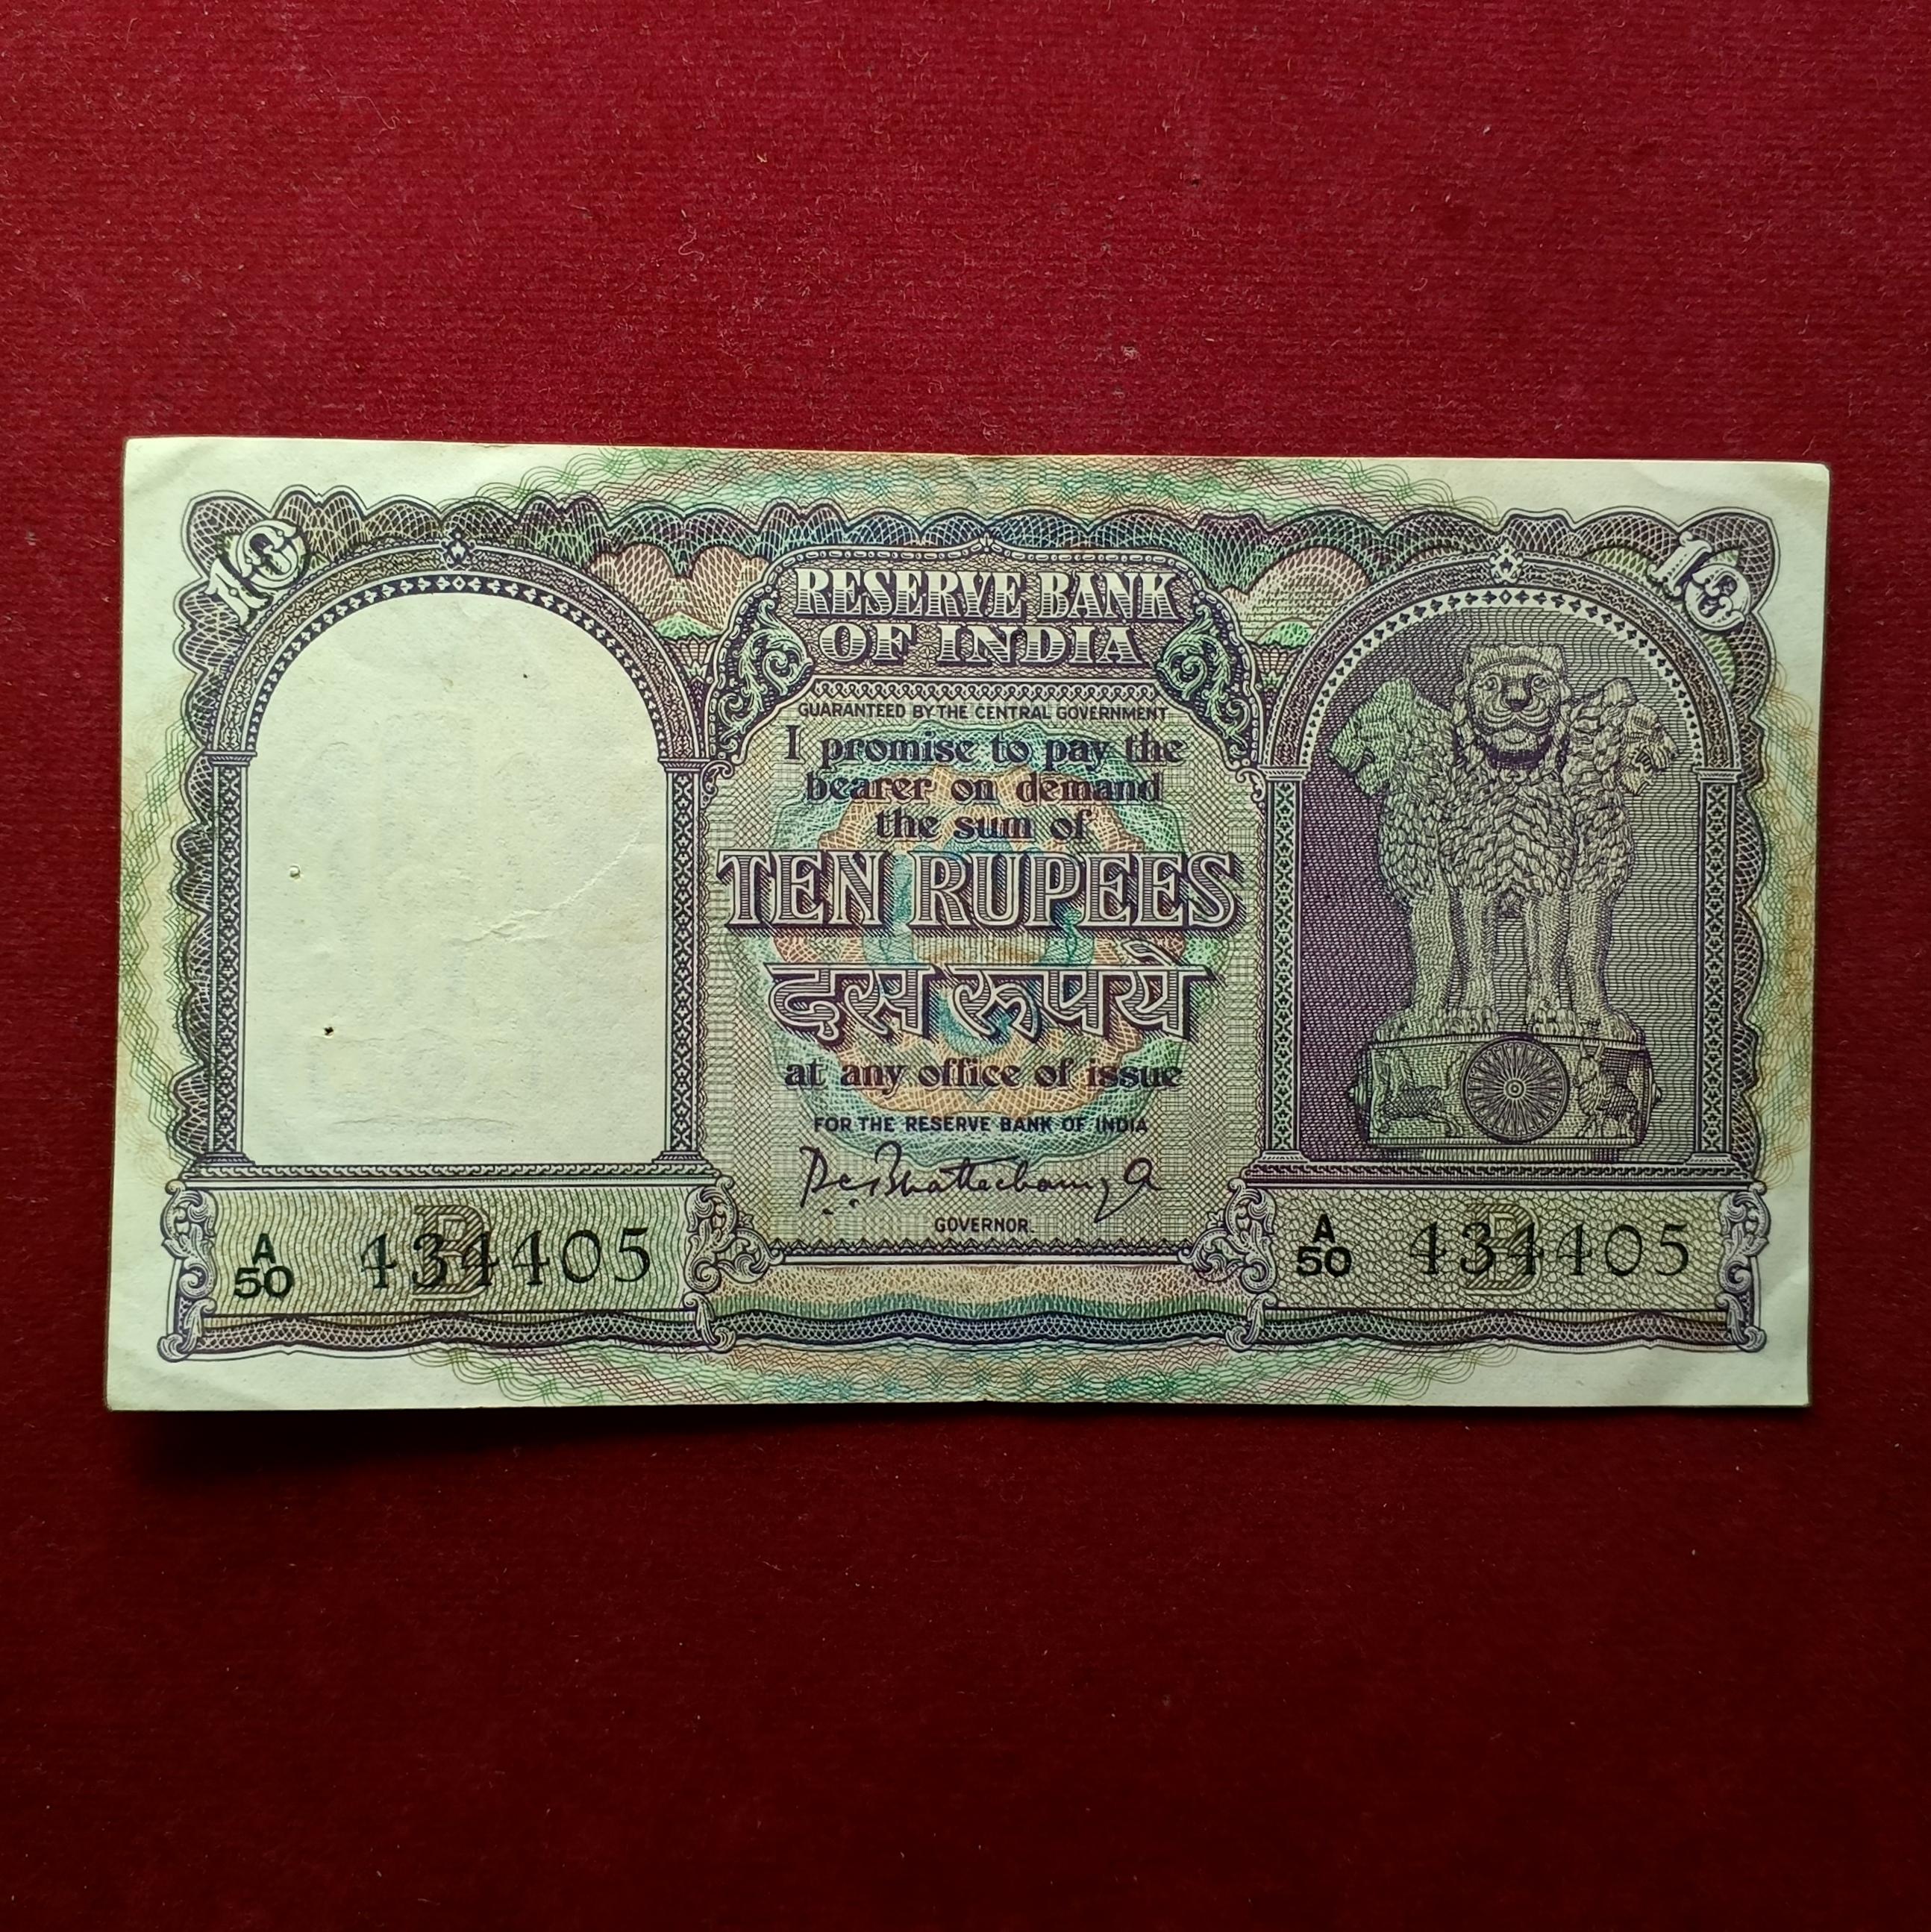 10
10
RESERVE BANK
OF INDIA
GUARANTEED BY THE CENTRAL GOVERNMENT
I promise to pay the
bearer on demand
the sum of
TEN RUPEES
दस रूपये
at any office of issue
FOR THE RESERVE BANK OF INDIA
P.C. Bhattacharyya
GOVERNOR.
A
50 434405
B
A
50 434405
B